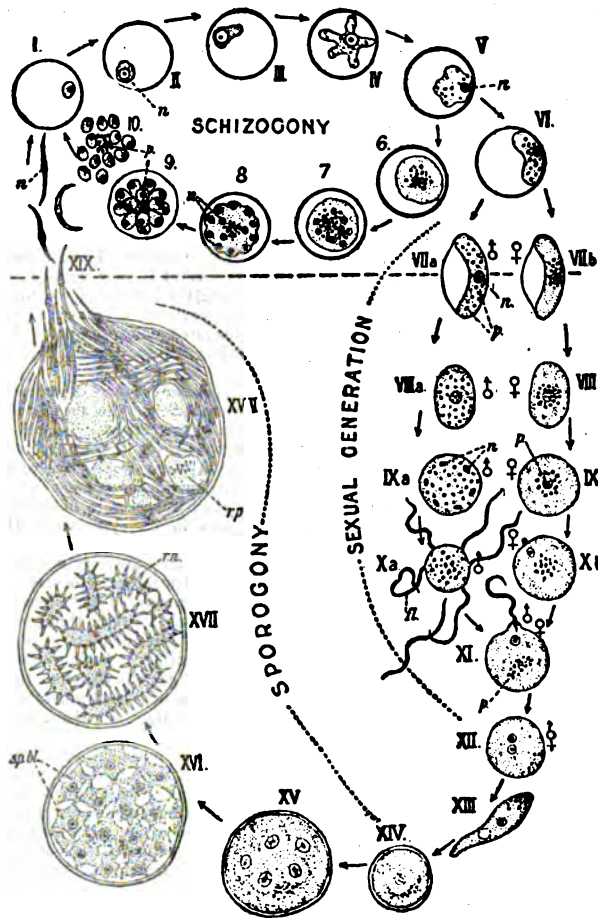 I.
II
III
IV
V
n
n
SCHIZOGONY
VI.
10.
p.
n
9.
8
n
7
6.
XIX.
VIIa
♂
♀
VIIb
n.
p.
SEXUAL GENERATION
VIIIa
♂
♀
VIII
XVV
rp
n
IXa
♂
♀
p.
IX
SPOROGONY
Xa
♂
♀
n.
XI.
♂
♀
p.
XVII
rn.
XII.
♂
♀
XIII
sp.bl.
XVI.
XV
XIV.